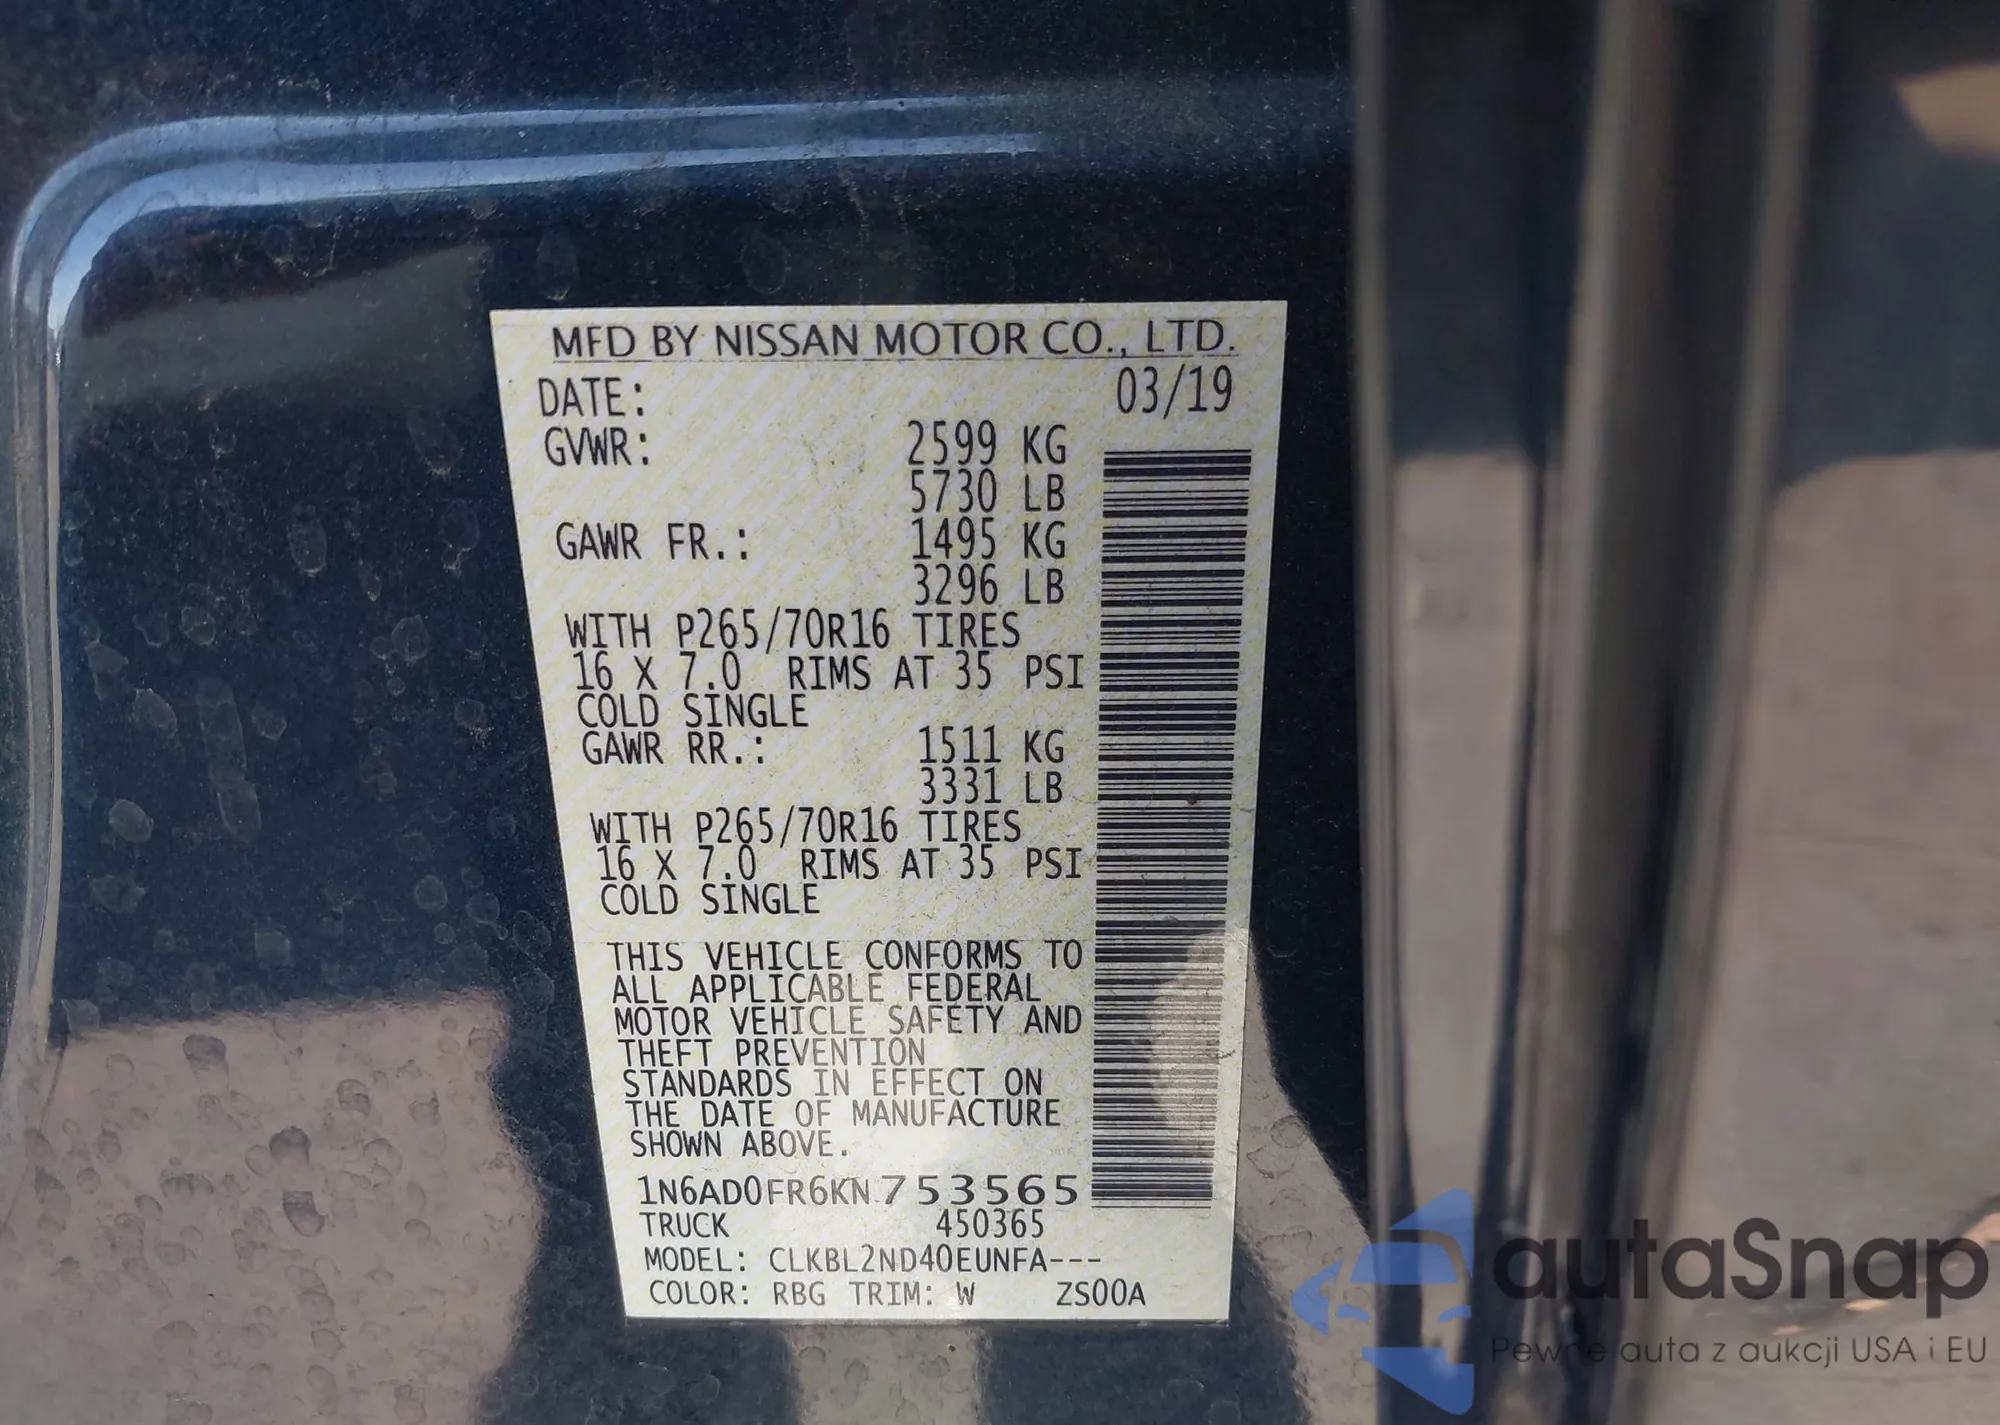 MFD BY NISSAN MOTOR CO., LTD.
DATE: 03/19
GVWR: 2599 KG
5730 LB
GAWR FR.: 1495 KG
3296 LB
WITH P265/70R16 TIRES
16 X 7.0 RIMS AT 35 PSI
COLD SINGLE
GAWR RR.: 1511 KG
3331 LB
WITH P265/70R16 TIRES
16 X 7.0 RIMS AT 35 PSI
COLD SINGLE
THIS VEHICLE CONFORMS TO
ALL APPLICABLE FEDERAL
MOTOR VEHICLE SAFETY AND
THEFT PREVENTION
STANDARDS IN EFFECT ON
THE DATE OF MANUFACTURE
SHOWN ABOVE.
1N6AD0FR6KN 753565
TRUCK 450365
MODEL: CLKBL2ND40EUNFA---
COLOR: RBG TRIM: W ZS00A
autaSnap
Pewne auta z aukcji USA i EU